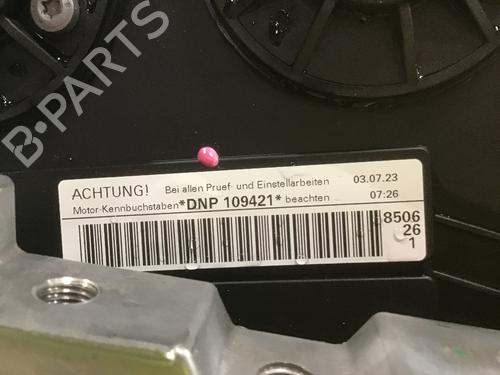 B-PARTS
ACHTUNG! Bei allen Pruef- und Einstellarbeiten 03.07.23
Motor-Kennbuchstaben *DNP 109421* beachten 07:26
8506
26
1